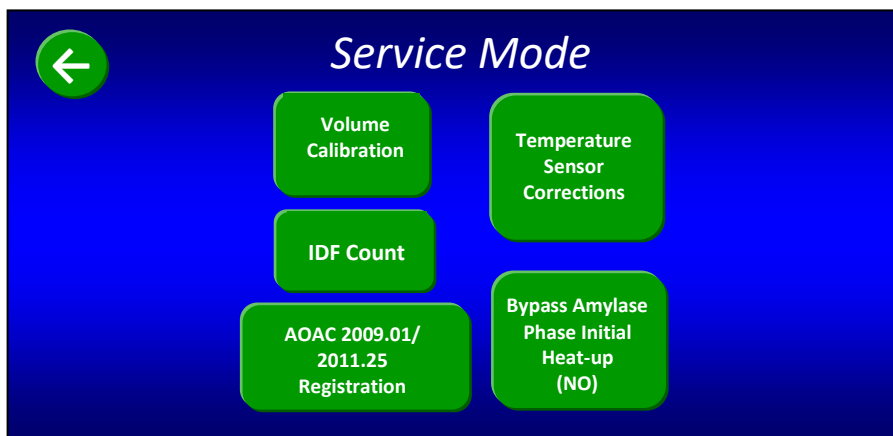 Service Mode
Volume
Calibration
Temperature
Sensor
Corrections
IDF Count
AOAC 2009.01/
2011.25
Registration
Bypass Amylase
Phase Initial
Heat-up
(NO)